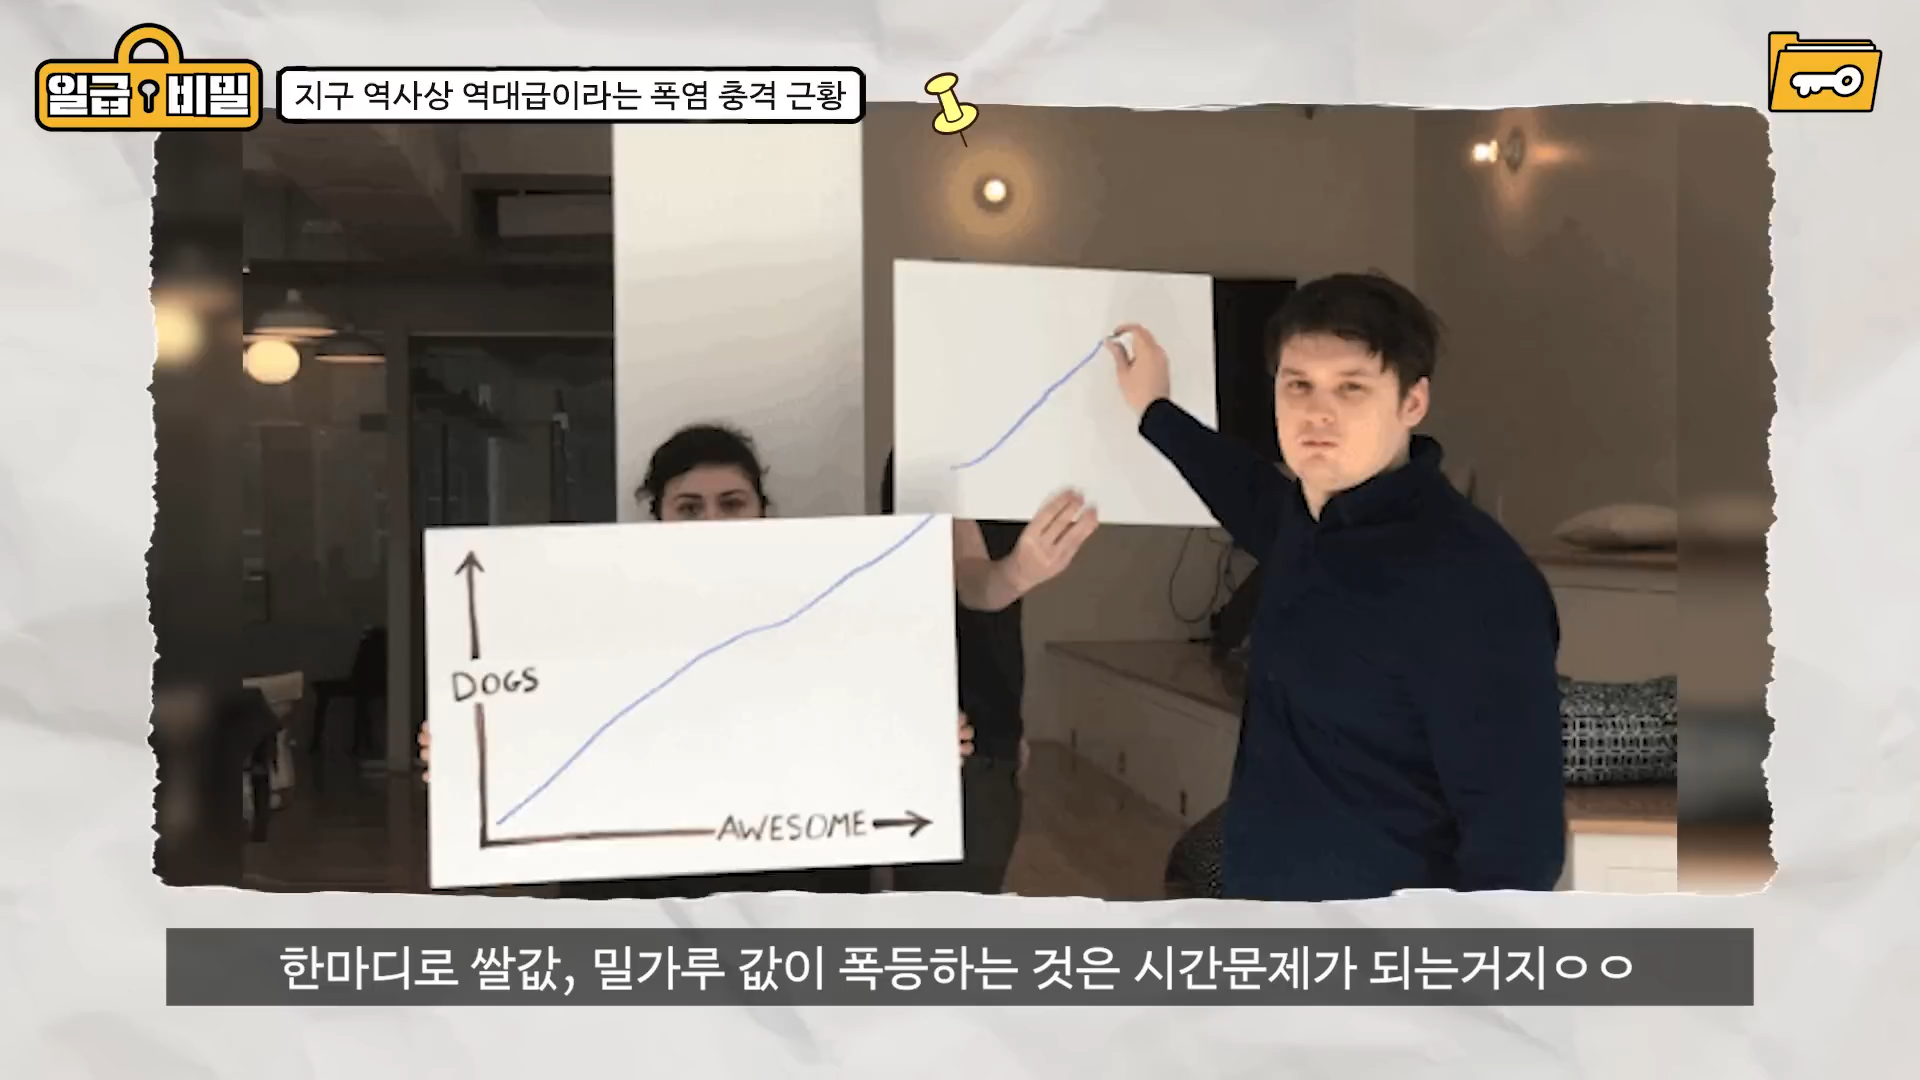 일급비밀
지구 역사상 역대급이라는 폭염 충격 근황
DOGS
AWESOME
한마디로 쌀값, 밀가루 값이 폭등하는 것은 시간문제가 되는거지ㅇㅇ